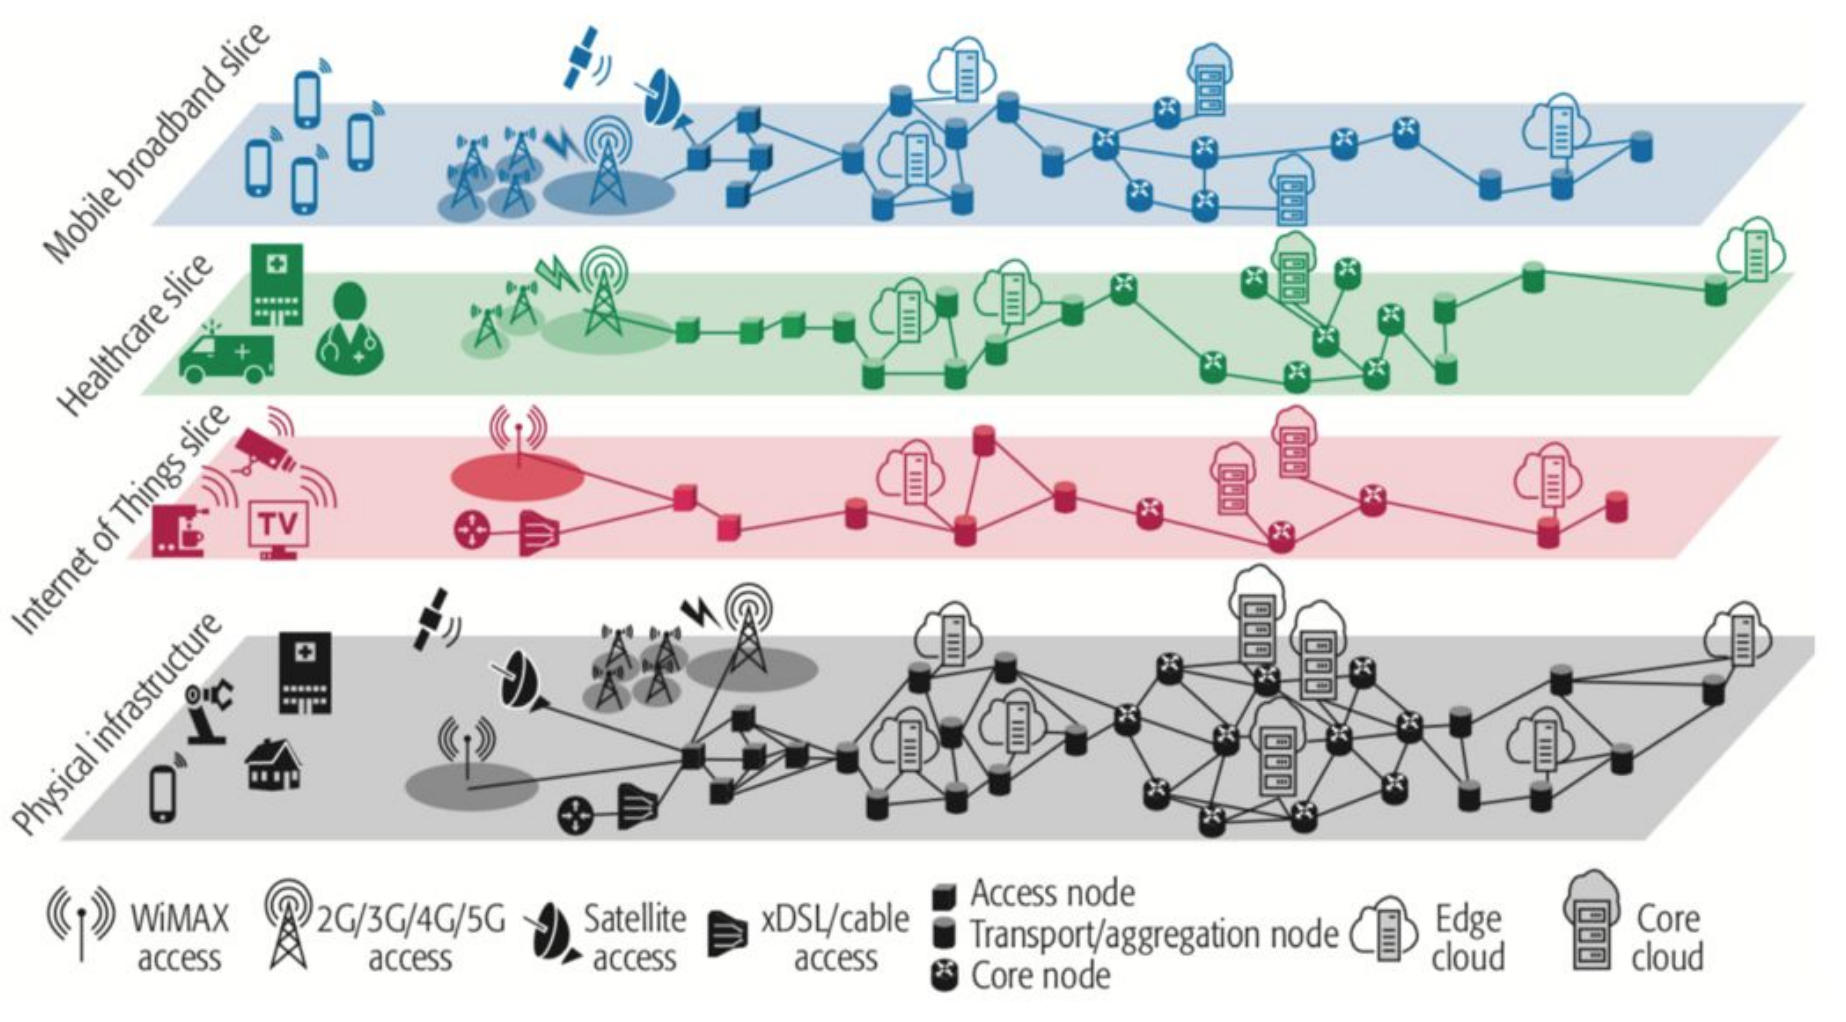 Mobile broadband slice
Healthcare slice
Internet of Things slice
TV
Physical infrastructure
WiMAX
access
2G/3G/4G/5G
access
Satellite
access
xDSL/cable
access
Access node
Transport/aggregation node
Core node
Edge
cloud
Core
cloud